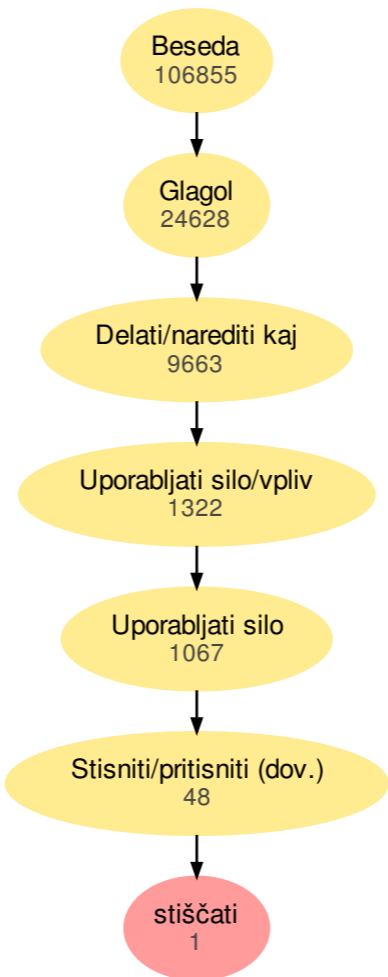 Beseda
106855
Glagol
24628
Delati/narediti kaj
9663
Uporabljati silo/vpliv
1322
Uporabljati silo
1067
Stisniti/pritisniti (dov.)
48
stiščati
1